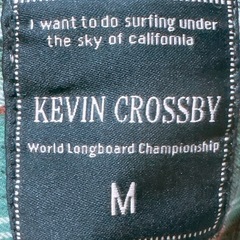 I want to do surfing under
the sky of califomia
KEVIN CROSSBY
World Longboard Championship
M